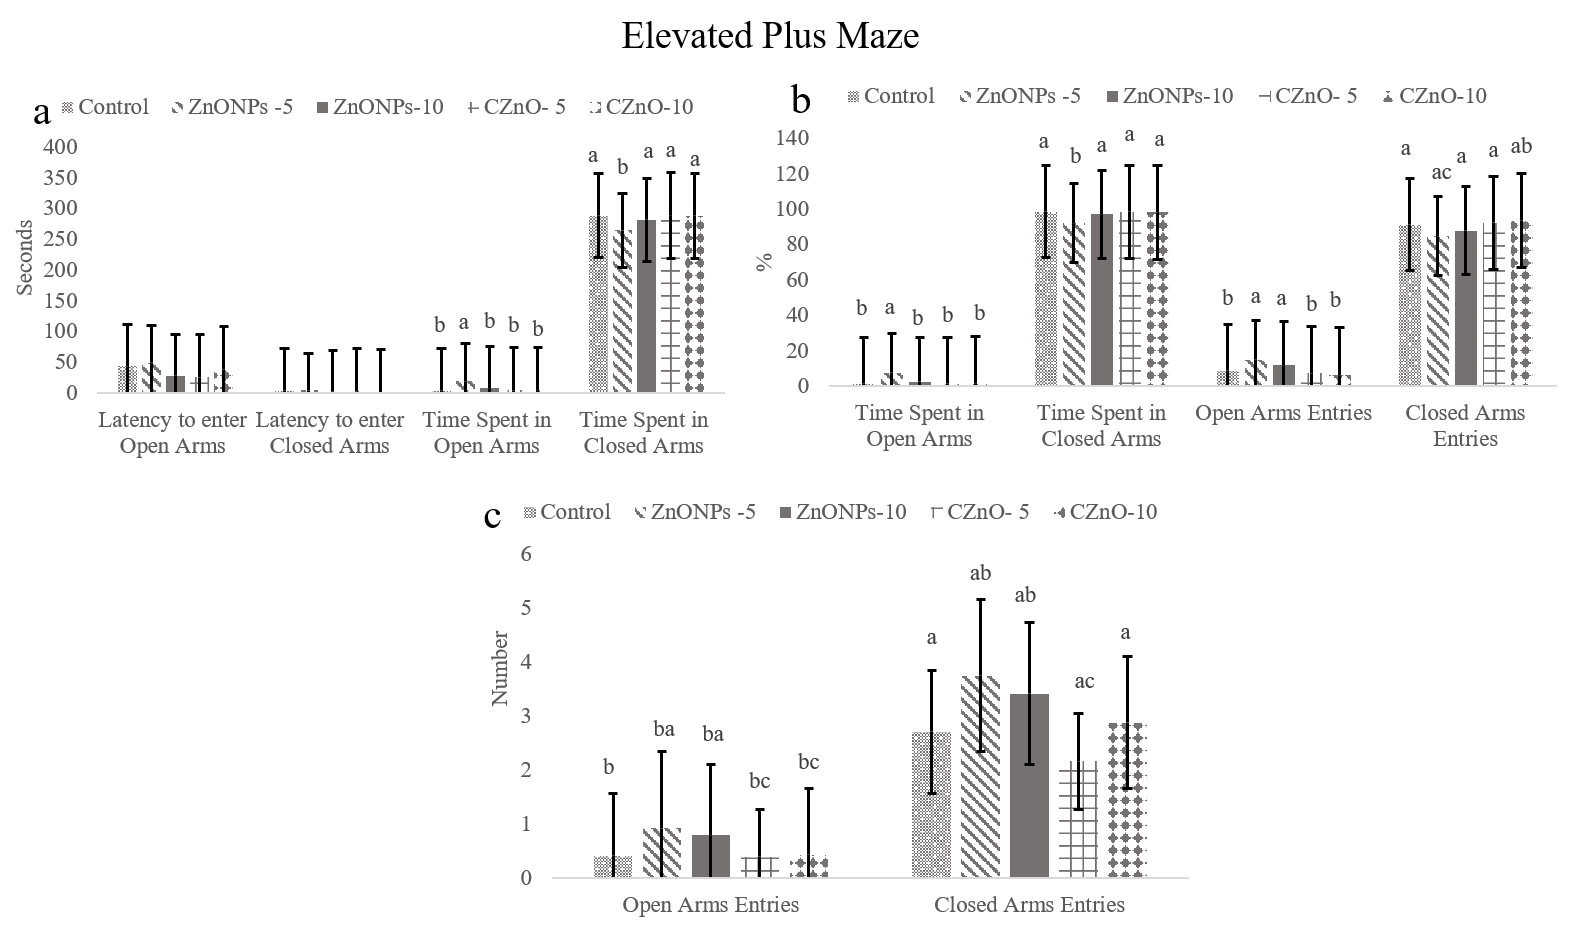 Elevated Plus Maze
a
Control ZnONPs -5 ZnONPs-10 CZnO- 5 CZnO-10
Seconds
400
350
300
250
200
150
100
50
0
b a b b b
a b a a a
Latency to enter Open Arms
Latency to enter Closed Arms
Time Spent in Open Arms
Time Spent in Closed Arms
b
Control ZnONPs -5 ZnONPs-10 CZnO- 5 CZnO-10
%
140
120
100
80
60
40
20
0
b a b b b
a b a a a
b a a b b
a ac a a ab
Time Spent in Open Arms
Time Spent in Closed Arms
Open Arms Entries
Closed Arms Entries
c
Control ZnONPs -5 ZnONPs-10 CZnO- 5 CZnO-10
Number
6
5
4
3
2
1
0
b ba ba bc bc
a ab ab ac a
Open Arms Entries
Closed Arms Entries